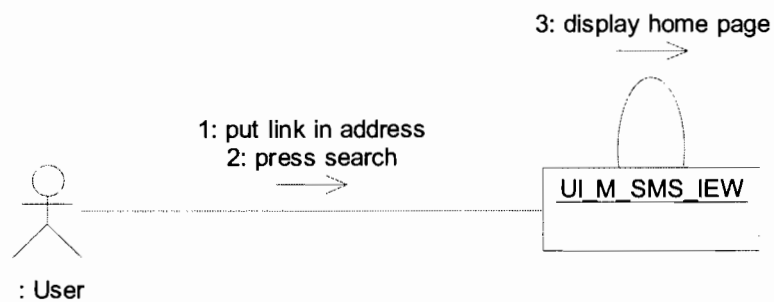 3: display home page
1: put link in address
2: press search
UI_M_SMS_IEW
: User